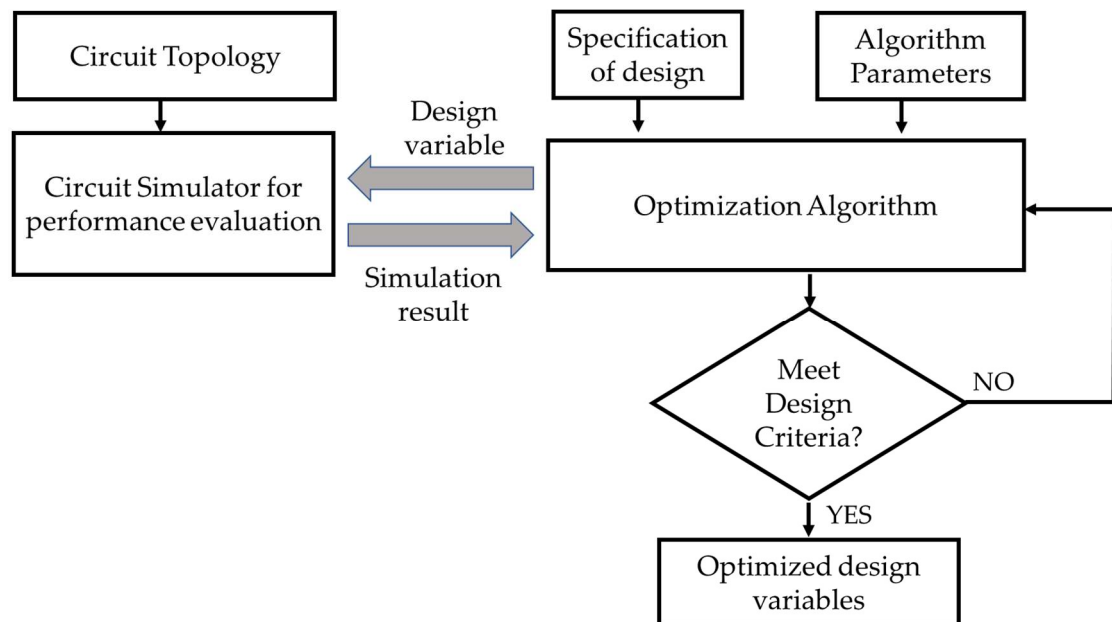 Circuit Topology
Specification
of design
Algorithm
Parameters
Design
variable
Circuit Simulator for
performance evaluation
Optimization Algorithm
Simulation
result
Meet
Design
Criteria?
NO
YES
Optimized design
variables